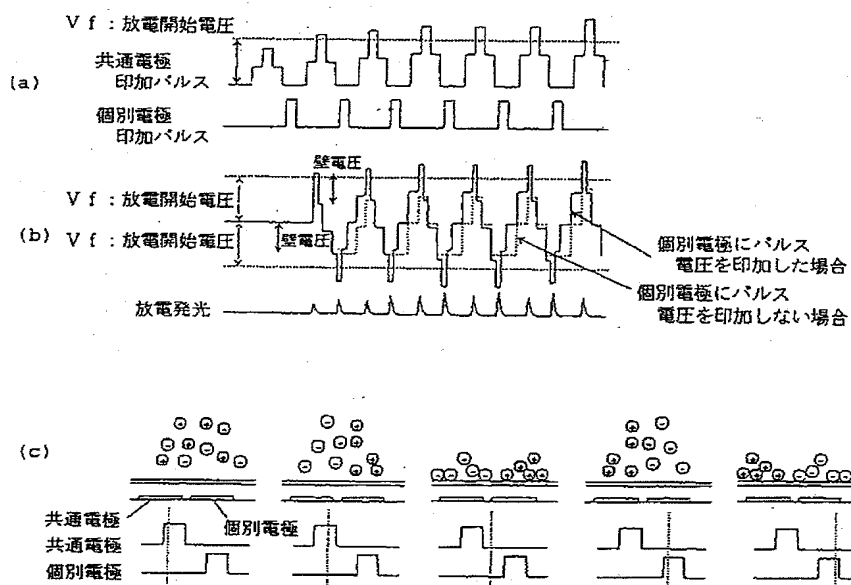 (a)
Vf:放電開始電圧
共通電極
印加パルス
個別電極
印加パルス
(b)
壁電圧
Vf:放電開始電圧
Vf:放電開始電圧
壁電圧
個別電極にパルス
電圧を印加した場合
個別電極にパルス
電圧を印加しない場合
放電発光
(c)
共通電極
個別電極
共通電極
個別電極